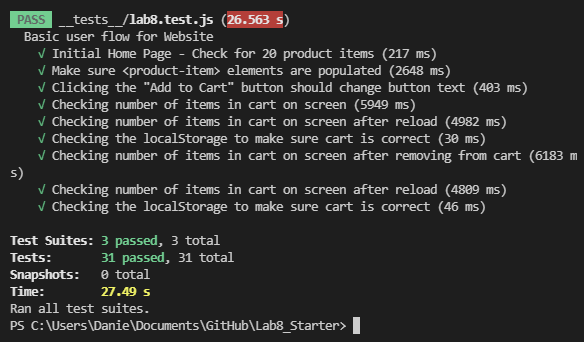 PASS __tests__/lab8.test.js (26.563 s)
Basic user flow for Website
√ Initial Home Page - Check for 20 product items (217 ms)
√ Make sure <product-item> elements are populated (2648 ms)
√ Clicking the "Add to Cart" button should change button text (403 ms)
√ Checking number of items in cart on screen (5949 ms)
√ Checking number of items in cart on screen after reload (4982 ms)
√ Checking the localStorage to make sure cart is correct (30 ms)
√ Checking number of items in cart on screen after removing from cart (6183 m
s)
√ Checking number of items in cart on screen after reload (4809 ms)
√ Checking the localStorage to make sure cart is correct (46 ms)
Test Suites: 3 passed, 3 total
Tests: 31 passed, 31 total
Snapshots: 0 total
Time: 27.49 s
Ran all test suites.
PS C:\Users\Danie\Documents\GitHub\Lab8_Starter>